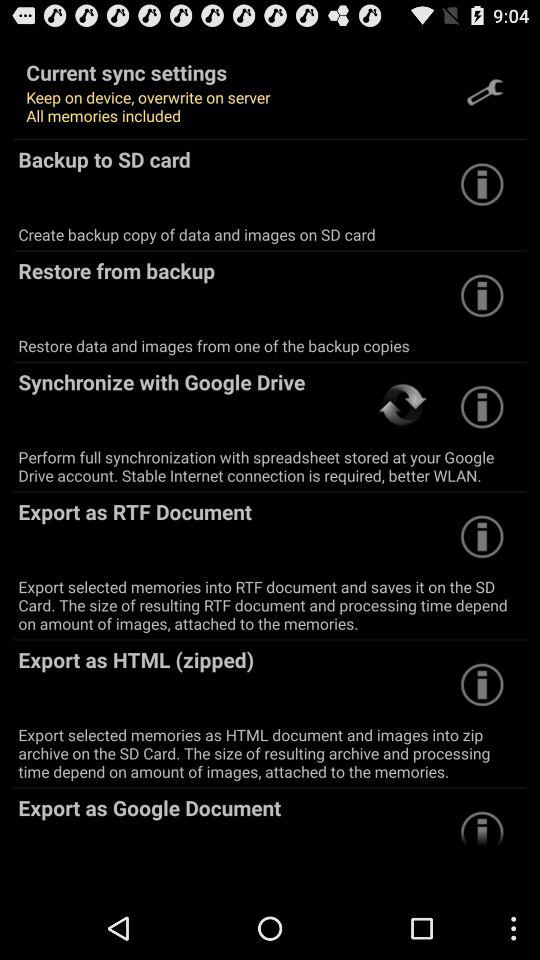 9:04
Current sync settings
Keep on device, overwrite on server
All memories included
Backup to SD card
Create backup copy of data and images on SD card
Restore from backup
Restore data and images from one of the backup copies
Synchronize with Google Drive
Perform full synchronization with spreadsheet stored at your Google
Drive account. Stable Internet connection is required, better WLAN.
Export as RTF Document
Export selected memories into RTF document and saves it on the SD
Card. The size of resulting RTF document and processing time depend
on amount of images, attached to the memories.
Export as HTML (zipped)
Export selected memories as HTML document and images into zip
archive on the SD Card. The size of resulting archive and processing
time depend on amount of images, attached to the memories.
Export as Google Document